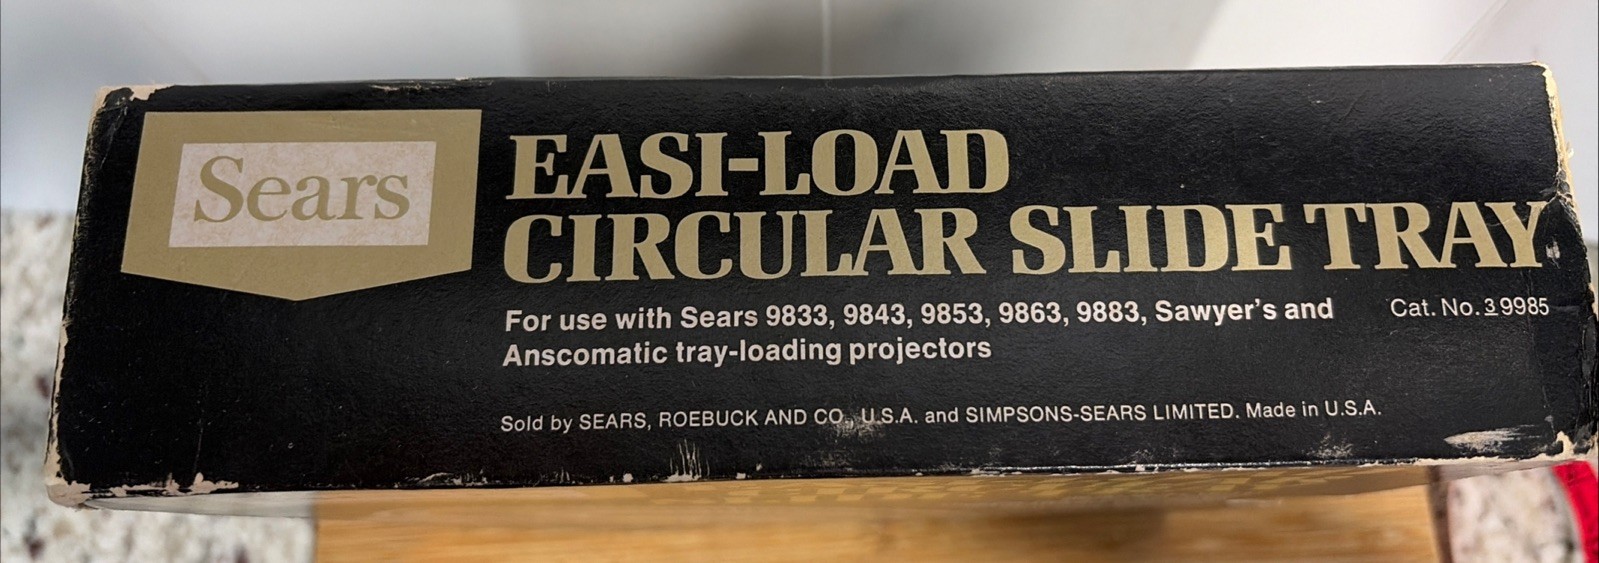 Sears
EASI-LOAD
CIRCULAR SLIDE TRAY
For use with Sears 9833, 9843, 9853, 9863, 9883, Sawyer's and
Anscomatic tray-loading projectors
Cat. No. 3 9985
Sold by SEARS, ROEBUCK AND CO., U.S.A. and SIMPSONS-SEARS LIMITED. Made in U.S.A.